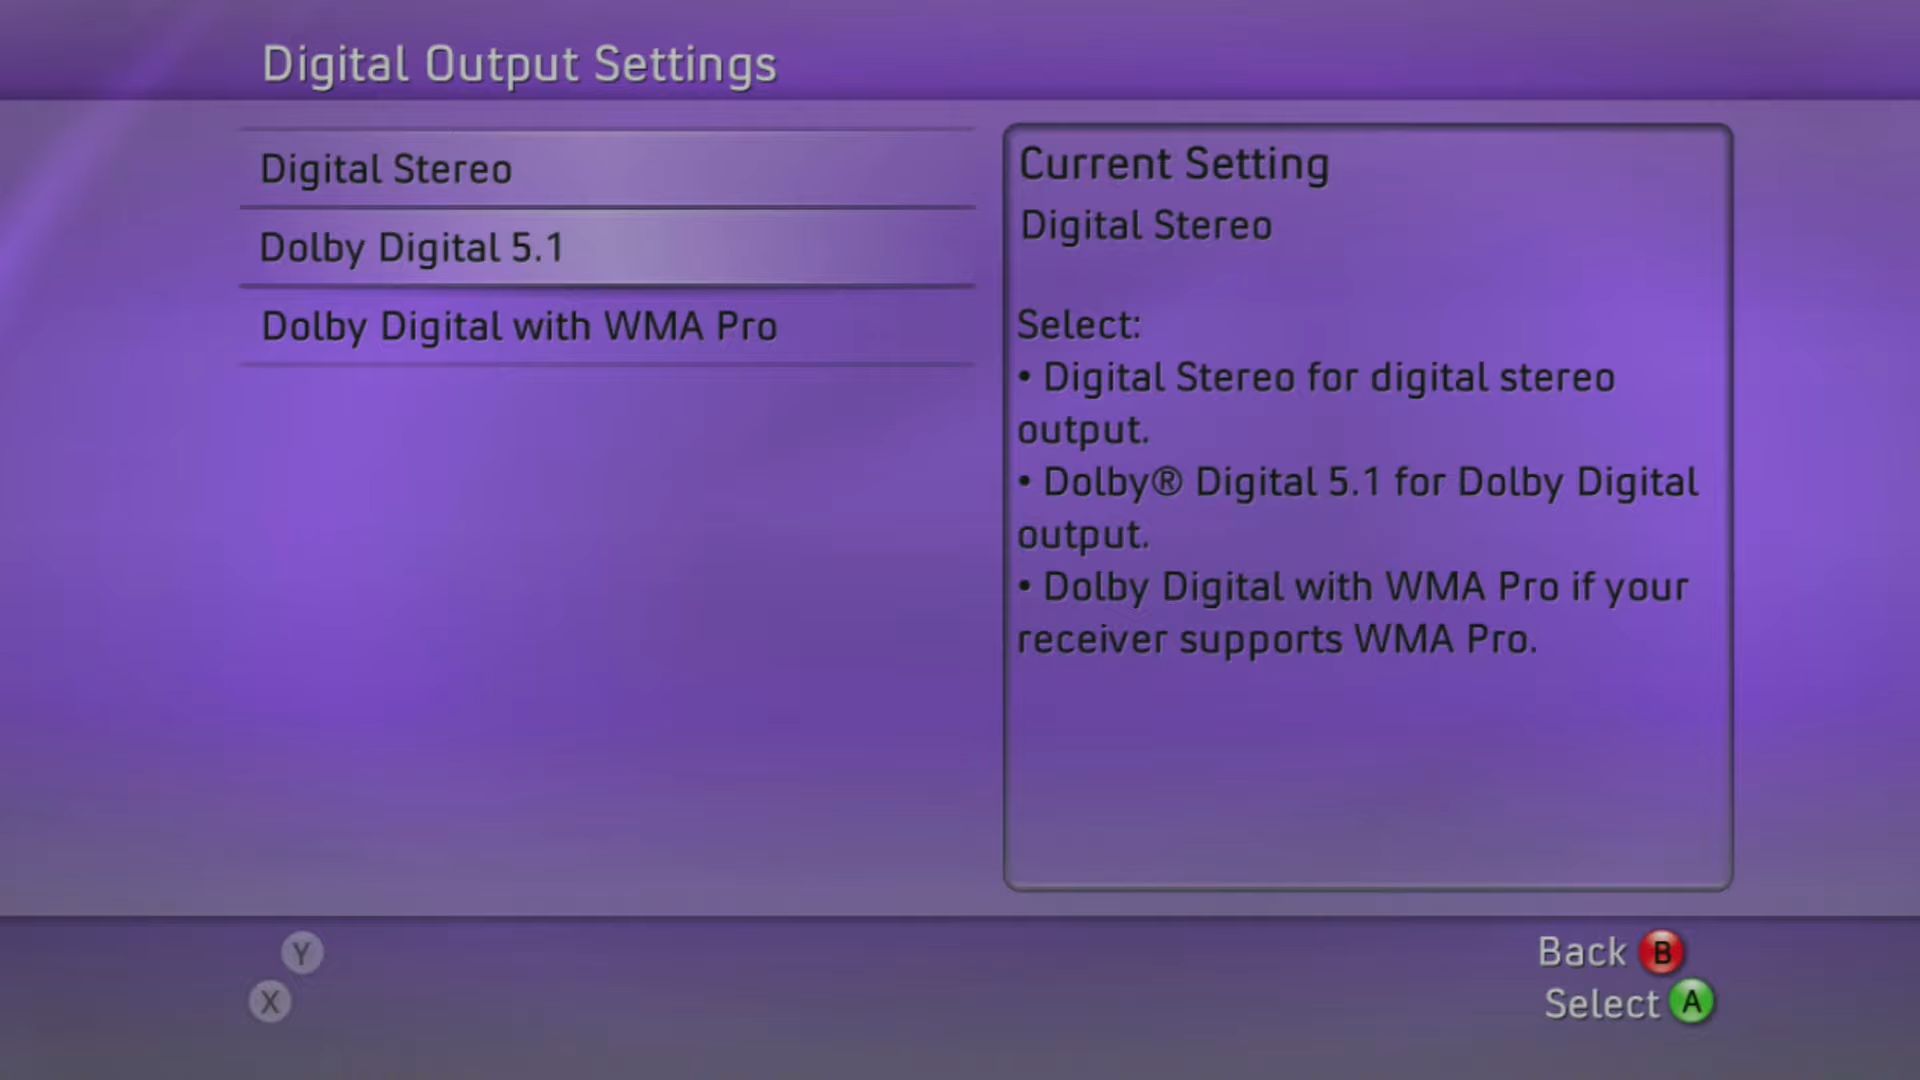 Digital Output Settings
Digital Stereo
Dolby Digital 5.1
Dolby Digital with WMA Pro
Current Setting
Digital Stereo
Select:
• Digital Stereo for digital stereo
output.
• Dolby® Digital 5.1 for Dolby Digital
output.
• Dolby Digital with WMA Pro if your
receiver supports WMA Pro.
Y
X
Back B
Select A